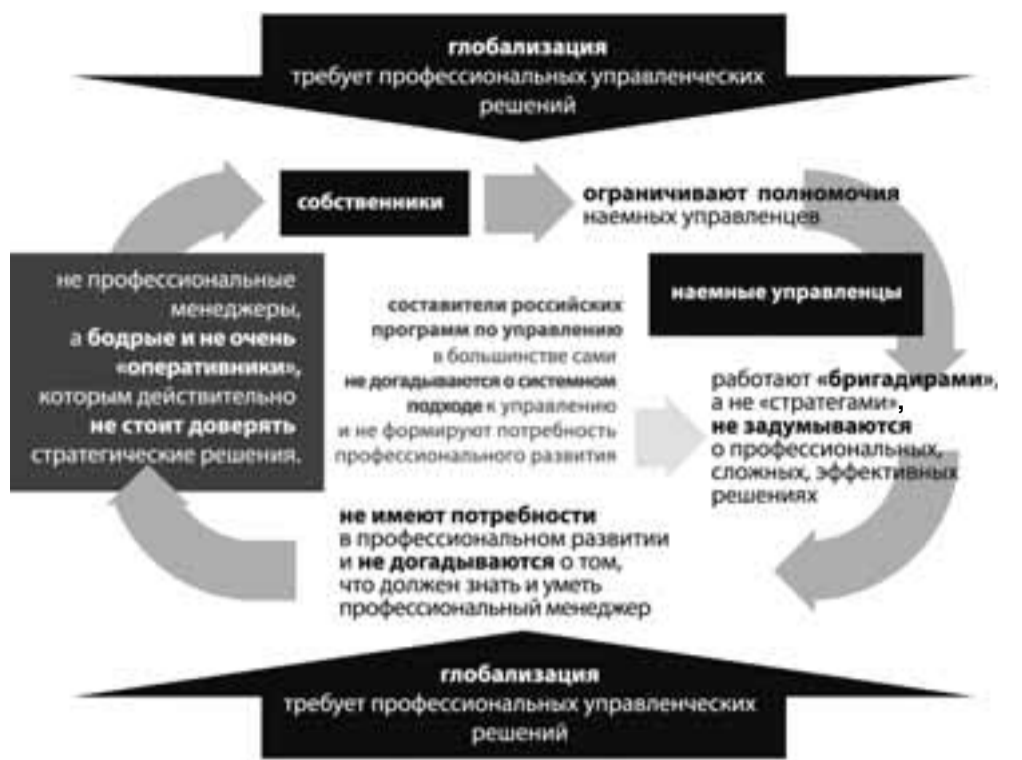 глобализация
требует профессиональных управленческих
решений
собственники
ограничивают полномочия
наемных управленцев
наемные управленцы
работают «бригадирами»,
а не «стратегами»,
не задумываются
о профессиональных,
сложных, эффективных
решениях
составители российских
программ по управлению
в большинстве сами
не догадываются о системном
подходе к управлению
и не формируют потребность
профессионального развития
не имеют потребности
в профессиональном развитии
и не догадываются о том,
что должен знать и уметь
профессиональный менеджер
не профессиональные
менеджеры,
а бодрые и не очень
«оперативники»,
которым действительно
не стоит доверять
стратегические решения.
глобализация
требует профессиональных управленческих
решений